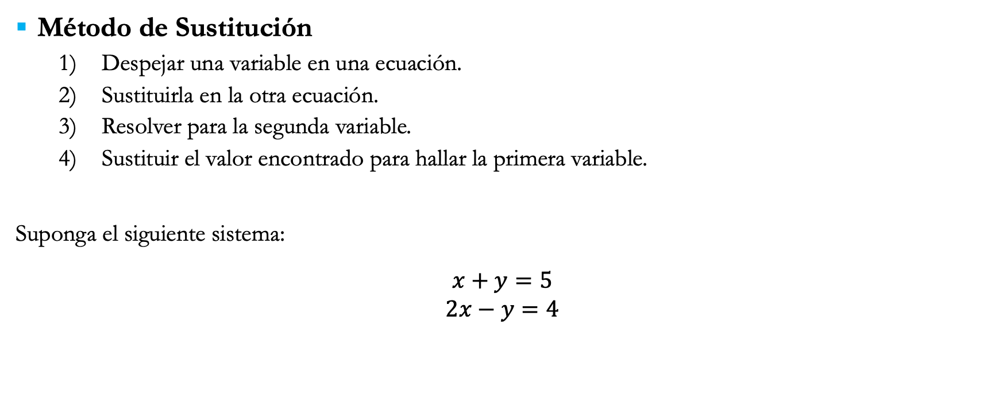 ▪ Método de Sustitución
1) Despejar una variable en una ecuación.
2) Sustituirla en la otra ecuación.
3) Resolver para la segunda variable.
4) Sustituir el valor encontrado para hallar la primera variable.
Suponga el siguiente sistema:
x + y = 5
2x − y = 4